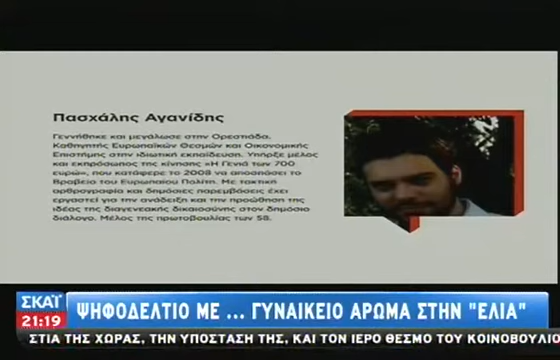 Πασχάλης Αγανίδης
Γεννήθηκε και μεγάλωσε στην Ορεστιάδα.
Καθηγητής Ευρωπαϊκών Θεσμών και Οικονομικής
Επιστήμης στην ιδιωτική εκπαίδευση. Υπήρξε μέλος
και εκπρόσωπος της κίνησης «Η Γενιά των 700
ευρώ», που κατάφερε το 2008 να αποσπάσει το
Βραβείο του Ευρωπαίου Πολίτη. Με τακτική
αρθρογραφία και δημόσιες παρεμβάσεις έχει
εργαστεί για την ανάδειξη και την προώθηση της
ιδέας της διαγενεακής δικαιοσύνης στον δημόσιο
διάλογο. Μέλος της πρωτοβουλίας των 58.
ΣΚΑΪ
21:19
ΨΗΦΟΔΕΛΤΙΟ ΜΕ ... ΓΥΝΑΙΚΕΙΟ ΑΡΩΜΑ ΣΤΗΝ "ΕΛΙΑ"
ΣΤΙΑ ΤΗΣ ΧΩΡΑΣ, ΤΗΝ ΥΠΟΣΤΑΣΗ ΤΗΣ, ΚΑΙ ΤΟΝ ΙΕΡΟ ΘΕΣΜΟ ΤΟΥ ΚΟΙΝΟΒΟΥΛΙ